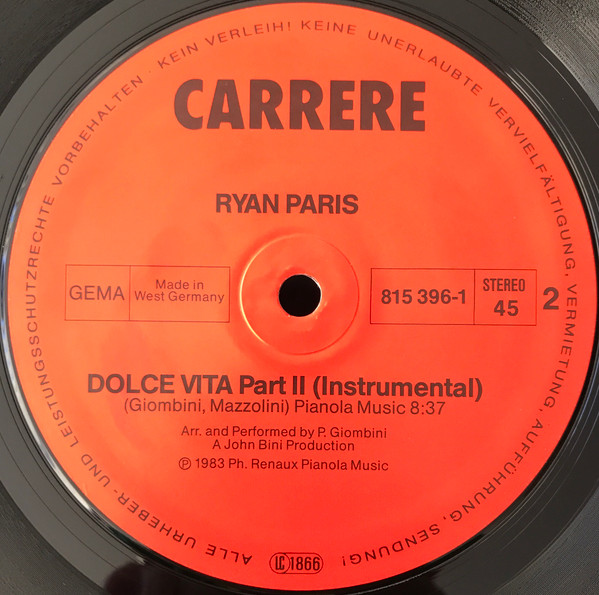 ALLE URHEBER- UND LEISTUNGSSCHUTZRECHTE VORBEHALTEN · KEIN VERLEIH! KEINE UNERLAUBTE VERVIELFÄLTIGUNG, VERMIETUNG, AUFFÜHRUNG, SENDUNG!
CARRERE
RYAN PARIS
GEMA
Made in
West Germany
815 396-1
STEREO
45
2
DOLCE VITA Part II (Instrumental)
(Giombini, Mazzolini) Pianola Music 8:37
Arr. and Performed by P. Giombini
A John Bini Production
℗ 1983 Ph. Renaux Pianola Music
LC 1866